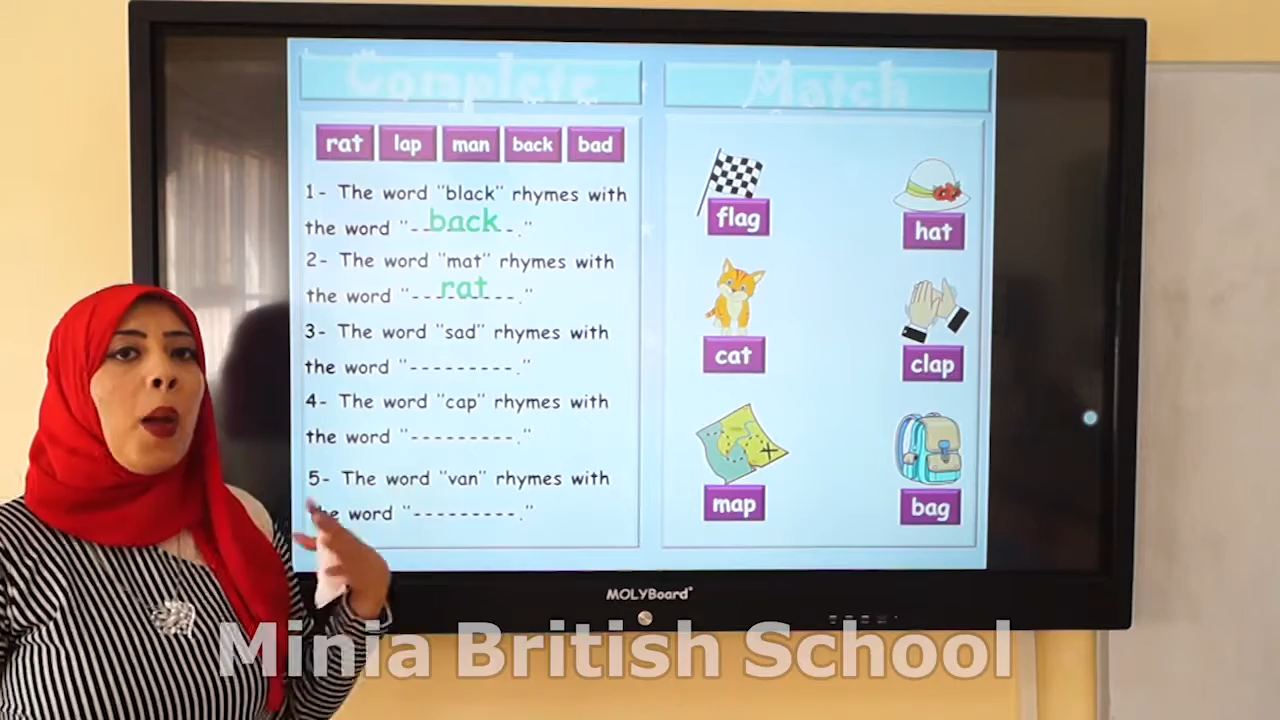 Complete
rat lap man back bad
1- The word "black" rhymes with
the word "- back - -."
2- The word "mat" rhymes with
the word "- - - rat - - -."
3- The word "sad" rhymes with
the word "---------."
4- The word "cap" rhymes with
the word "---------."
5- The word "van" rhymes with
the word "---------."
Match
flag
hat
cat
clap
map
bag
MOLYBoard®
Minia British School